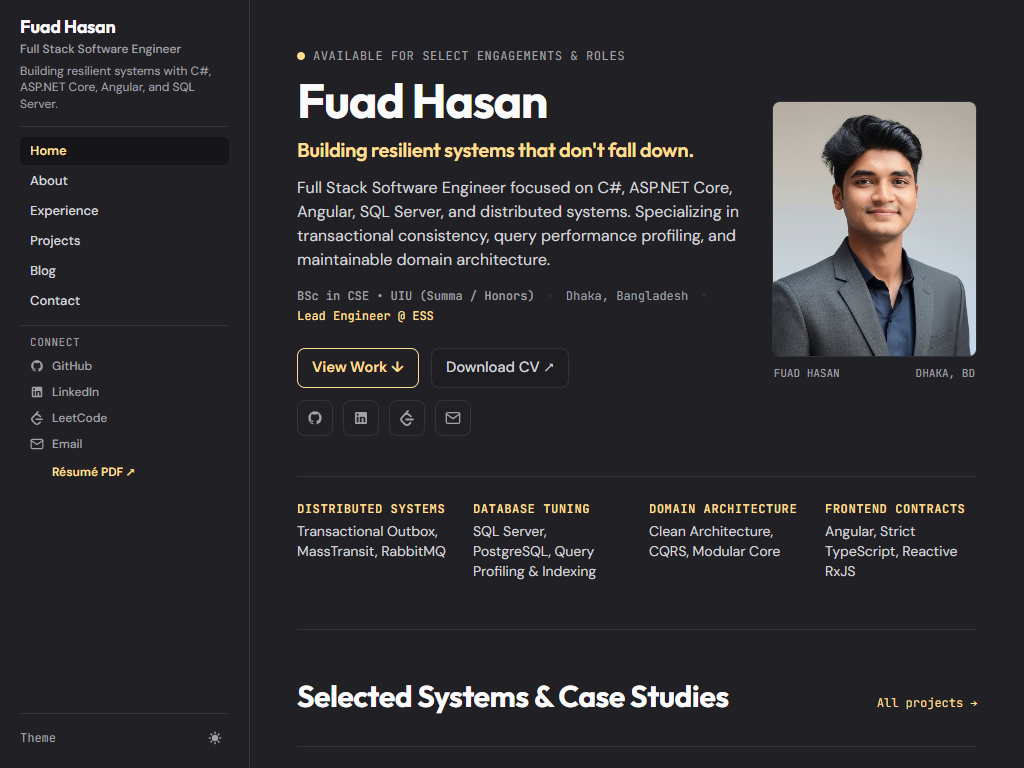 Fuad Hasan
Full Stack Software Engineer
Building resilient systems with C#,
ASP.NET Core, Angular, and SQL
Server.
Home
About
Experience
Projects
Blog
Contact
CONNECT
GitHub
LinkedIn
LeetCode
Email
Résumé PDF ↗
Theme
AVAILABLE FOR SELECT ENGAGEMENTS & ROLES
Fuad Hasan
Building resilient systems that don't fall down.
Full Stack Software Engineer focused on C#, ASP.NET Core,
Angular, SQL Server, and distributed systems. Specializing in
transactional consistency, query performance profiling, and
maintainable domain architecture.
BSc in CSE • UIU (Summa / Honors) · Dhaka, Bangladesh ·
Lead Engineer @ ESS
View Work ↓
Download CV ↗
FUAD HASAN
DHAKA, BD
DISTRIBUTED SYSTEMS
Transactional Outbox,
MassTransit, RabbitMQ
DATABASE TUNING
SQL Server,
PostgreSQL, Query
Profiling & Indexing
DOMAIN ARCHITECTURE
Clean Architecture,
CQRS, Modular Core
FRONTEND CONTRACTS
Angular, Strict
TypeScript, Reactive
RxJS
Selected Systems & Case Studies
All projects →